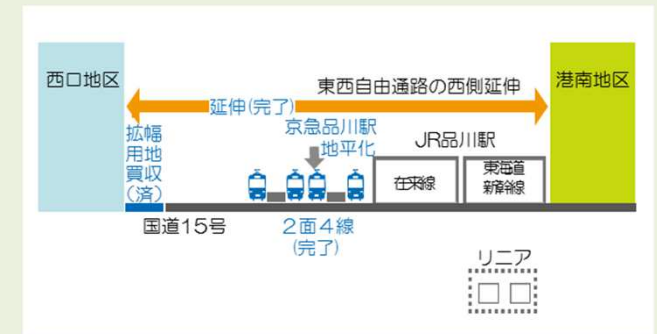 西口地区
東西自由通路の西側延伸
港南地区
延伸(完了)
拡幅
用地
買収
(済)
京急品川駅
地平化
JR品川駅
在来線
東海道
新幹線
国道15号
2面4線
(完了)
リニア